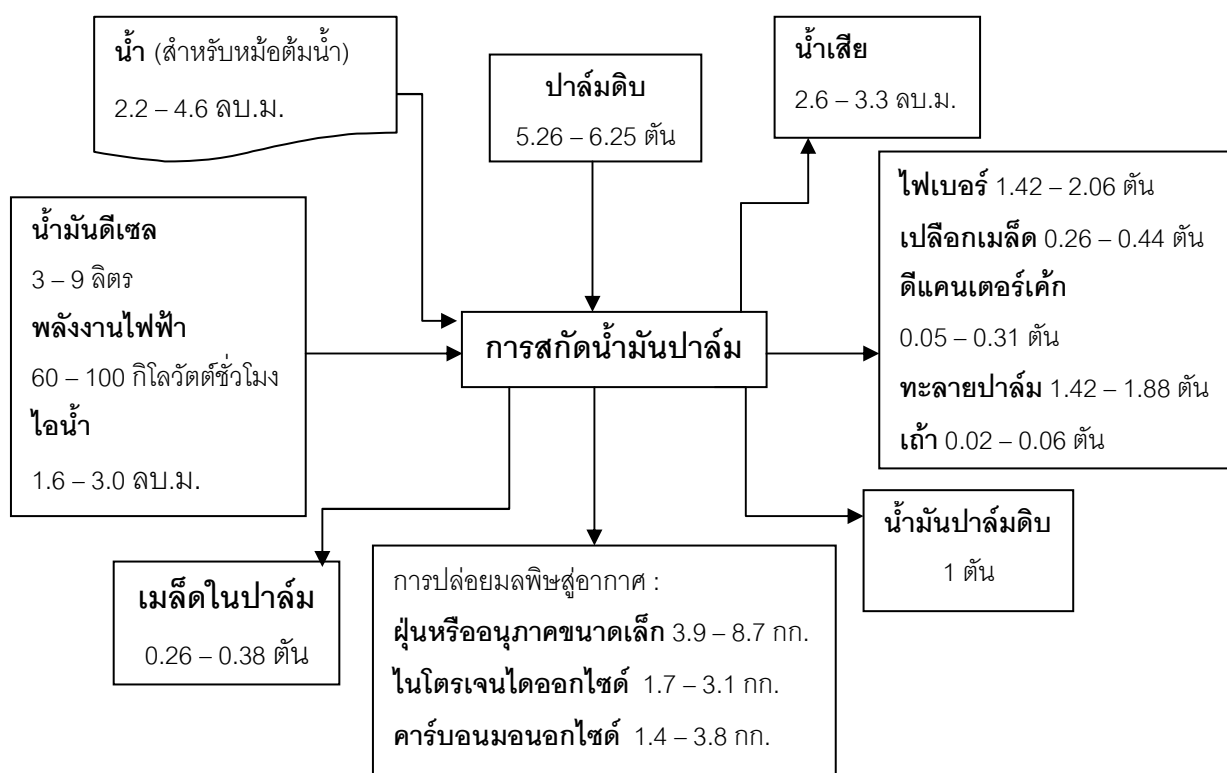 น้ำ (สำหรับหม้อต้มน้ำ)
2.2 – 4.6 ลบ.ม.
ปาล์มดิบ
5.26 – 6.25 ตัน
น้ำเสีย
2.6 – 3.3 ลบ.ม.
น้ำมันดีเซล
3 – 9 ลิตร
พลังงานไฟฟ้า
60 – 100 กิโลวัตต์ชั่วโมง
ไอน้ำ
1.6 – 3.0 ลบ.ม.
การสกัดน้ำมันปาล์ม
ไฟเบอร์ 1.42 – 2.06 ตัน
เปลือกเมล็ด 0.26 – 0.44 ตัน
ดีแคนเตอร์เค้ก
0.05 – 0.31 ตัน
ทะลายปาล์ม 1.42 – 1.88 ตัน
เถ้า 0.02 – 0.06 ตัน
เมล็ดในปาล์ม
0.26 – 0.38 ตัน
การปล่อยมลพิษสู่อากาศ :
ฝุ่นหรืออนุภาคขนาดเล็ก 3.9 – 8.7 กก.
ไนโตรเจนไดออกไซด์ 1.7 – 3.1 กก.
คาร์บอนมอนอกไซด์ 1.4 – 3.8 กก.
น้ำมันปาล์มดิบ
1 ตัน